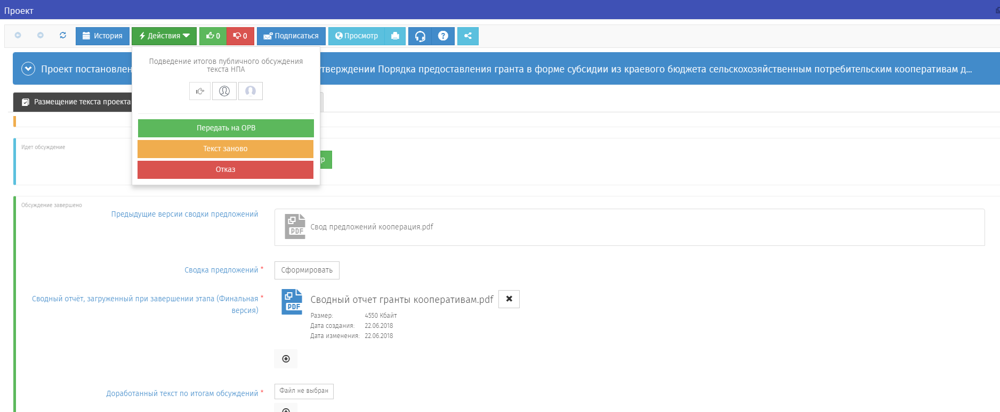 Проект
История
Действия
0
0
Подписаться
Просмотр
Подведение итогов публичного обсуждения
текста НПА
Проект постановлен
тверждении Порядка предоставления гранта в форме субсидии из краевого бюджета сельскохозяйственным потребительским кооперативам д...
Размещение текста проекта
Передать на ОРВ
Текст заново
Отказ
Идет обсуждение
р
Обсуждение завершено
Предыдущие версии сводки предложений
PDF
Свод предложений кооперация.pdf
Сводка предложений *
Сформировать
Сводный отчёт, загруженный при завершении этапа (Финальная *
версия)
PDF
Сводный отчет гранты кооперативам.pdf
Размер: 4550 Кбайт
Дата создания: 22.06.2018
Дата изменения: 22.06.2018
Доработанный текст по итогам обсуждений *
Файл не выбран